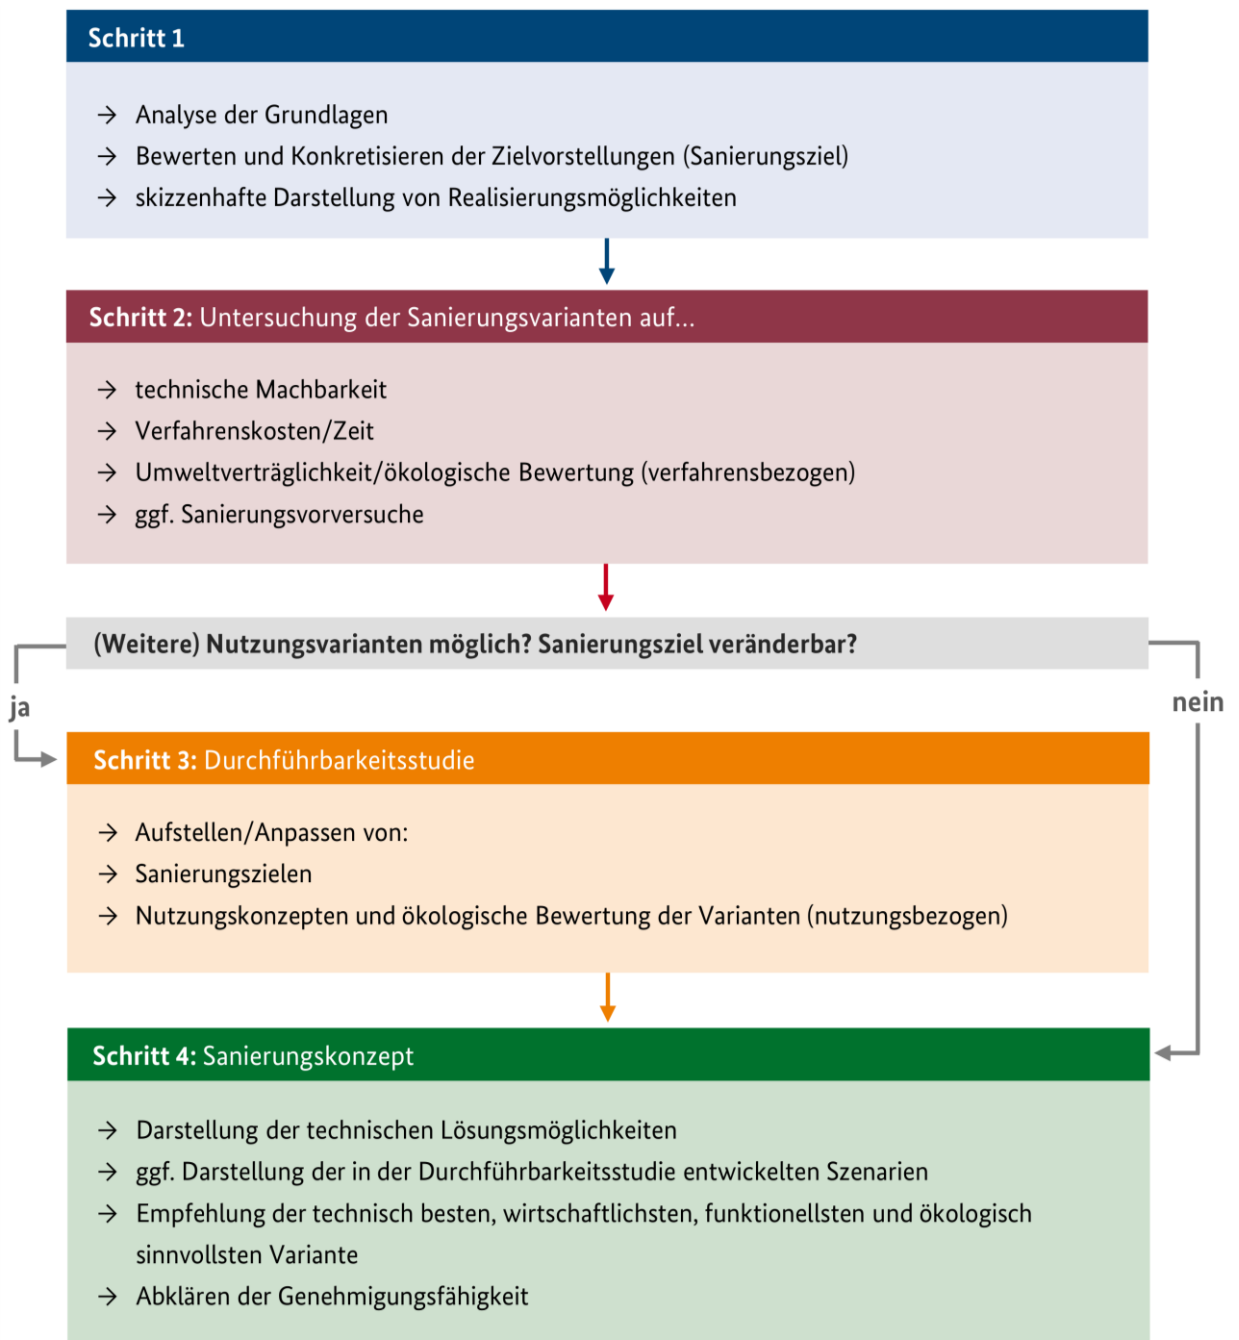 Schritt 1
→ Analyse der Grundlagen
→ Bewerten und Konkretisieren der Zielvorstellungen (Sanierungsziel)
→ skizzenhafte Darstellung von Realisierungsmöglichkeiten
Schritt 2: Untersuchung der Sanierungsvarianten auf...
→ technische Machbarkeit
→ Verfahrenskosten/Zeit
→ Umweltverträglichkeit/ökologische Bewertung (verfahrensbezogen)
→ ggf. Sanierungsvorversuche
(Weitere) Nutzungsvarianten möglich? Sanierungsziel veränderbar?
ja
nein
Schritt 3: Durchführbarkeitsstudie
→ Aufstellen/Anpassen von:
→ Sanierungszielen
→ Nutzungskonzepten und ökologische Bewertung der Varianten (nutzungsbezogen)
Schritt 4: Sanierungskonzept
→ Darstellung der technischen Lösungsmöglichkeiten
→ ggf. Darstellung der in der Durchführbarkeitsstudie entwickelten Szenarien
→ Empfehlung der technisch besten, wirtschaftlichsten, funktionellsten und ökologisch
sinnvollsten Variante
→ Abklären der Genehmigungsfähigkeit